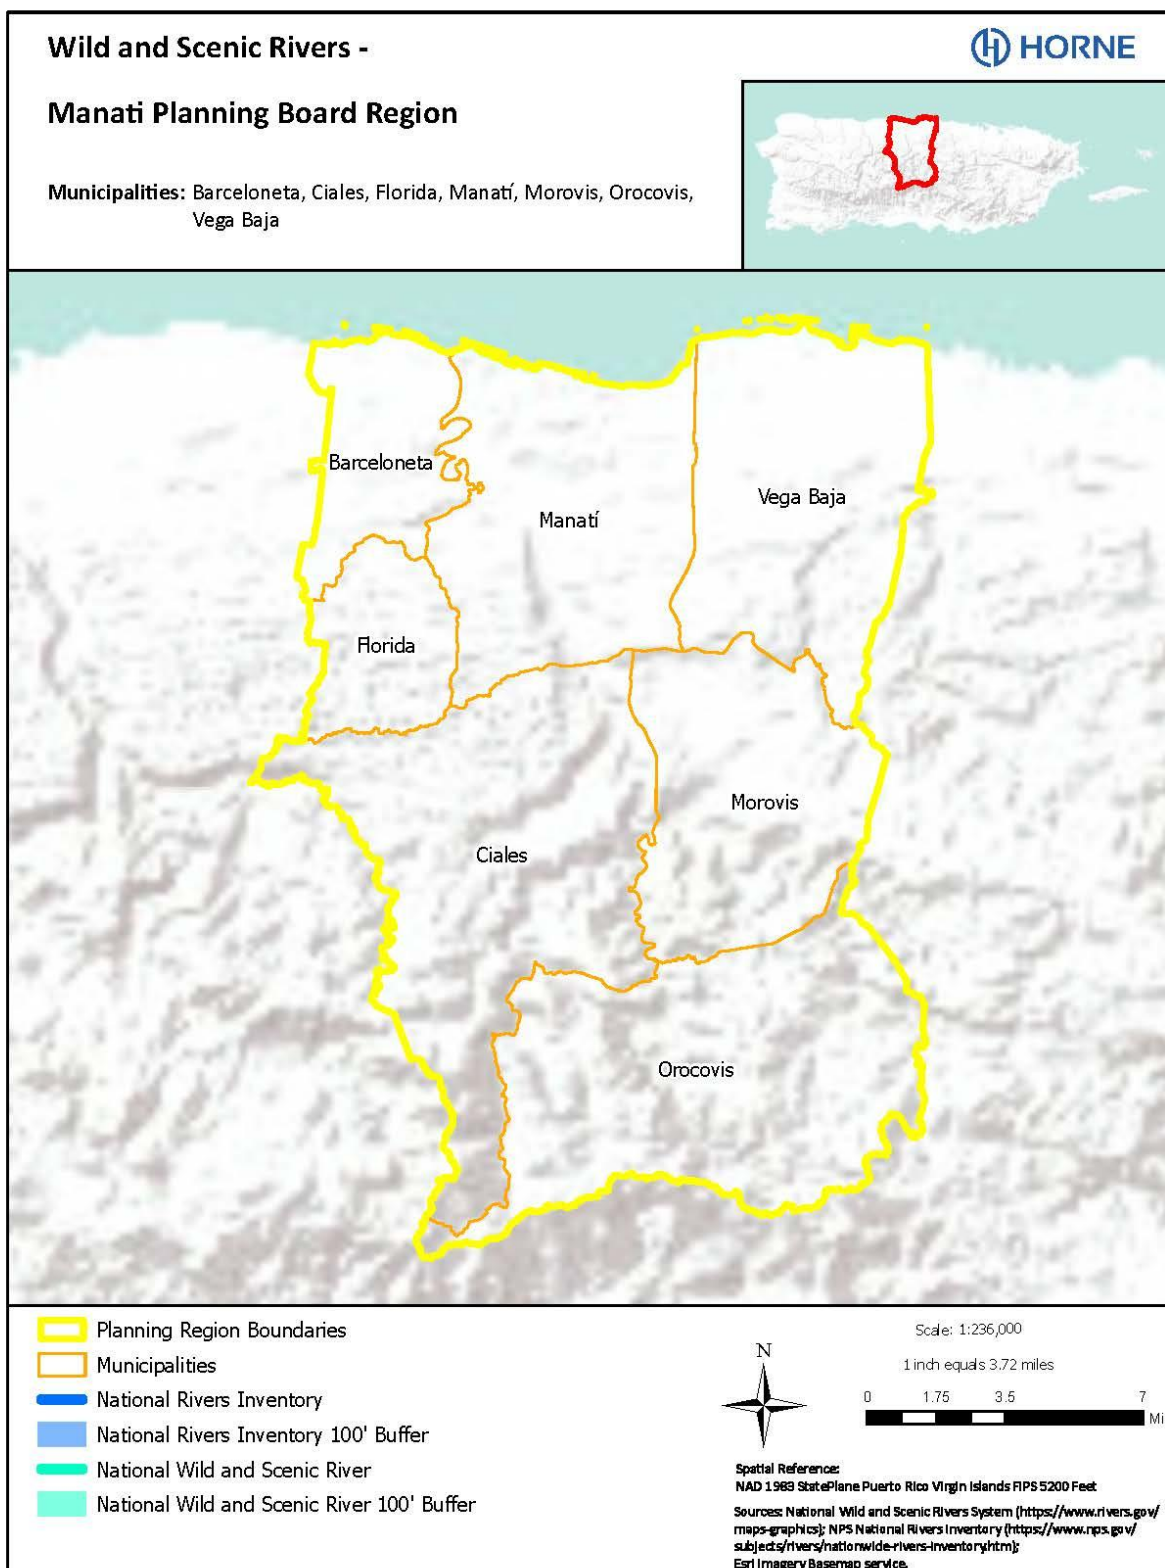 Wild and Scenic Rivers -
HORNE
Manatí Planning Board Region
Municipalities: Barceloneta, Ciales, Florida, Manatí, Morovis, Orocovis,
Vega Baja
Barceloneta
Vega Baja
Manatí
Florida
Morovis
Ciales
Orocovis
Planning Region Boundaries
Municipalities
National Rivers Inventory
National Rivers Inventory 100' Buffer
National Wild and Scenic River
National Wild and Scenic River 100' Buffer
N
Scale: 1:236,000
1 inch equals 3.72 miles
0 1.75 3.5 7
Mi
Spatial Reference:
NAD 1983 StatePlane Puerto Rico Virgin Islands FIPS 5200 Feet
Sources: National Wild and Scenic Rivers System (https://www.rivers.gov/
maps-graphics); NPS National Rivers Inventory (https://www.nps.gov/
subjects/rivers/nationwide-rivers-inventory.htm);
Esri Imagery Basemap service.